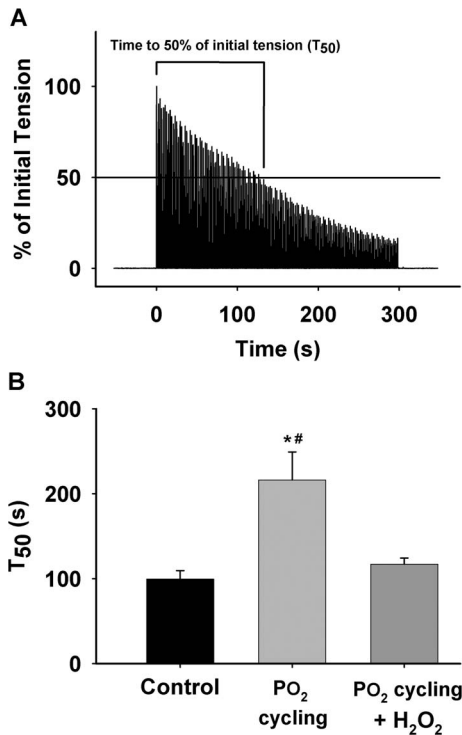 A
Time to 50% of initial tension (T50)
% of Initial Tension
100
50
0
0 100 200 300
Time (s)
B
T50 (s)
300
200
100
0
*#
Control
PO2 cycling
PO2 cycling + H2O2